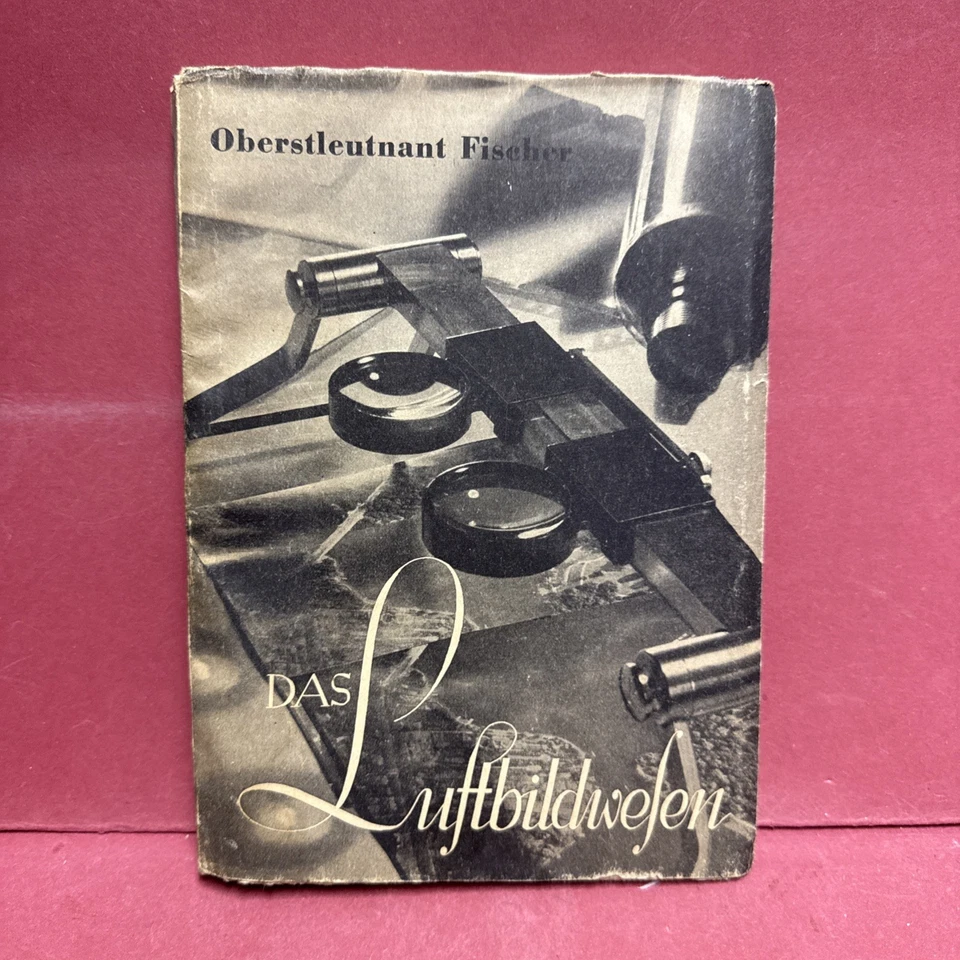 Oberstleutnant Fischer
DAS
Luftbildweſen